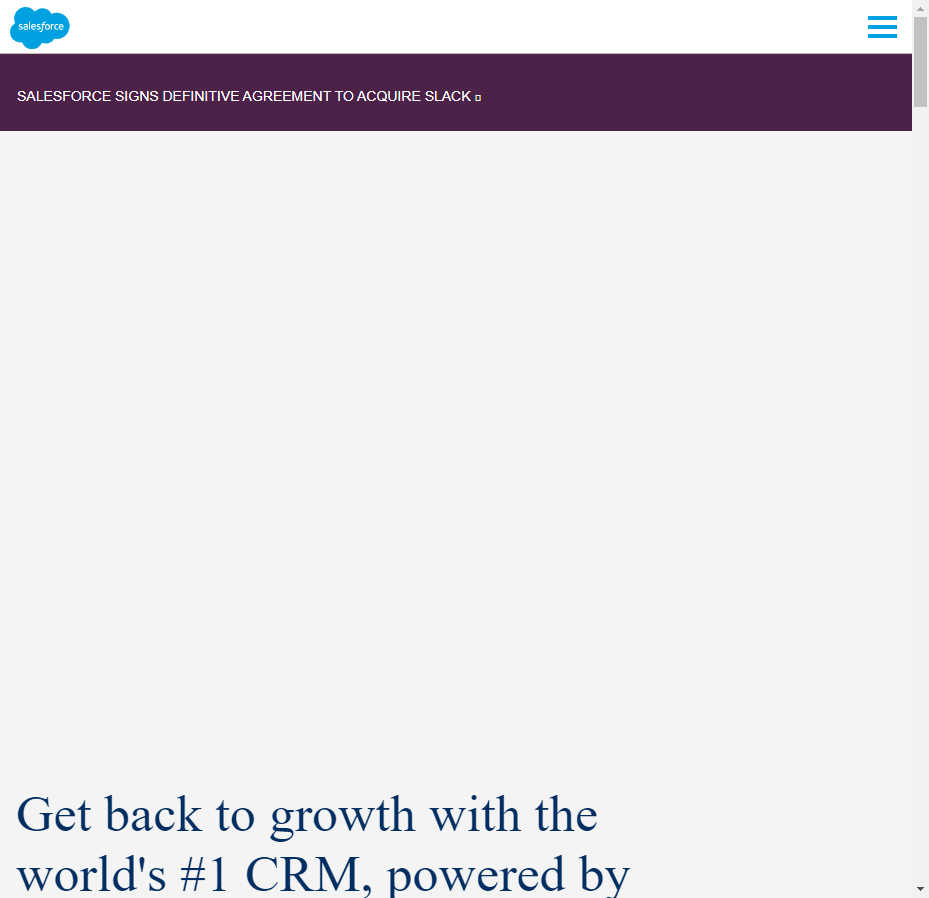 salesforce
SALESFORCE SIGNS DEFINITIVE AGREEMENT TO ACQUIRE SLACK
Get back to growth with the
world's #1 CRM, powered by